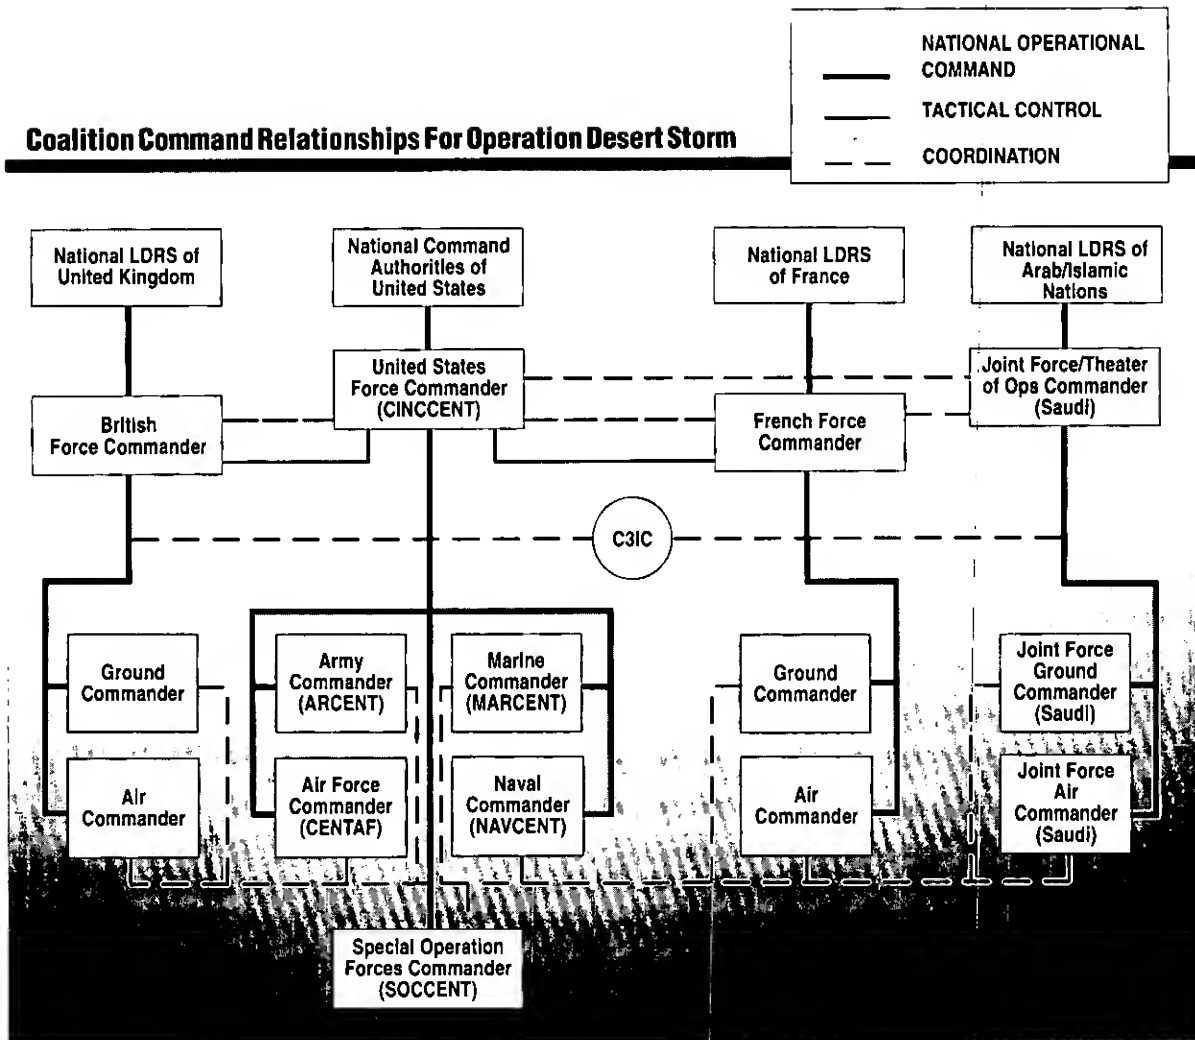 NATIONAL OPERATIONAL
COMMAND
TACTICAL CONTROL
COORDINATION
Coalition Command Relationships For Operation Desert Storm
National LDRS of
United Kingdom
National Command
Authorities of
United States
National LDRS
of France
National LDRS of
Arab/Islamic
Nations
United States
Force Commander
(CINCCENT)
Joint Force/Theater
of Ops Commander
(Saudi)
British
Force Commander
French Force
Commander
C3IC
Ground
Commander
Army
Commander
(ARCENT)
Marine
Commander
(MARCENT)
Ground
Commander
Joint Force
Ground
Commander
(Saudi)
Air
Commander
Air Force
Commander
(CENTAF)
Naval
Commander
(NAVCENT)
Air
Commander
Joint Force
Air
Commander
(Saudi)
Special Operation
Forces Commander
(SOCCENT)